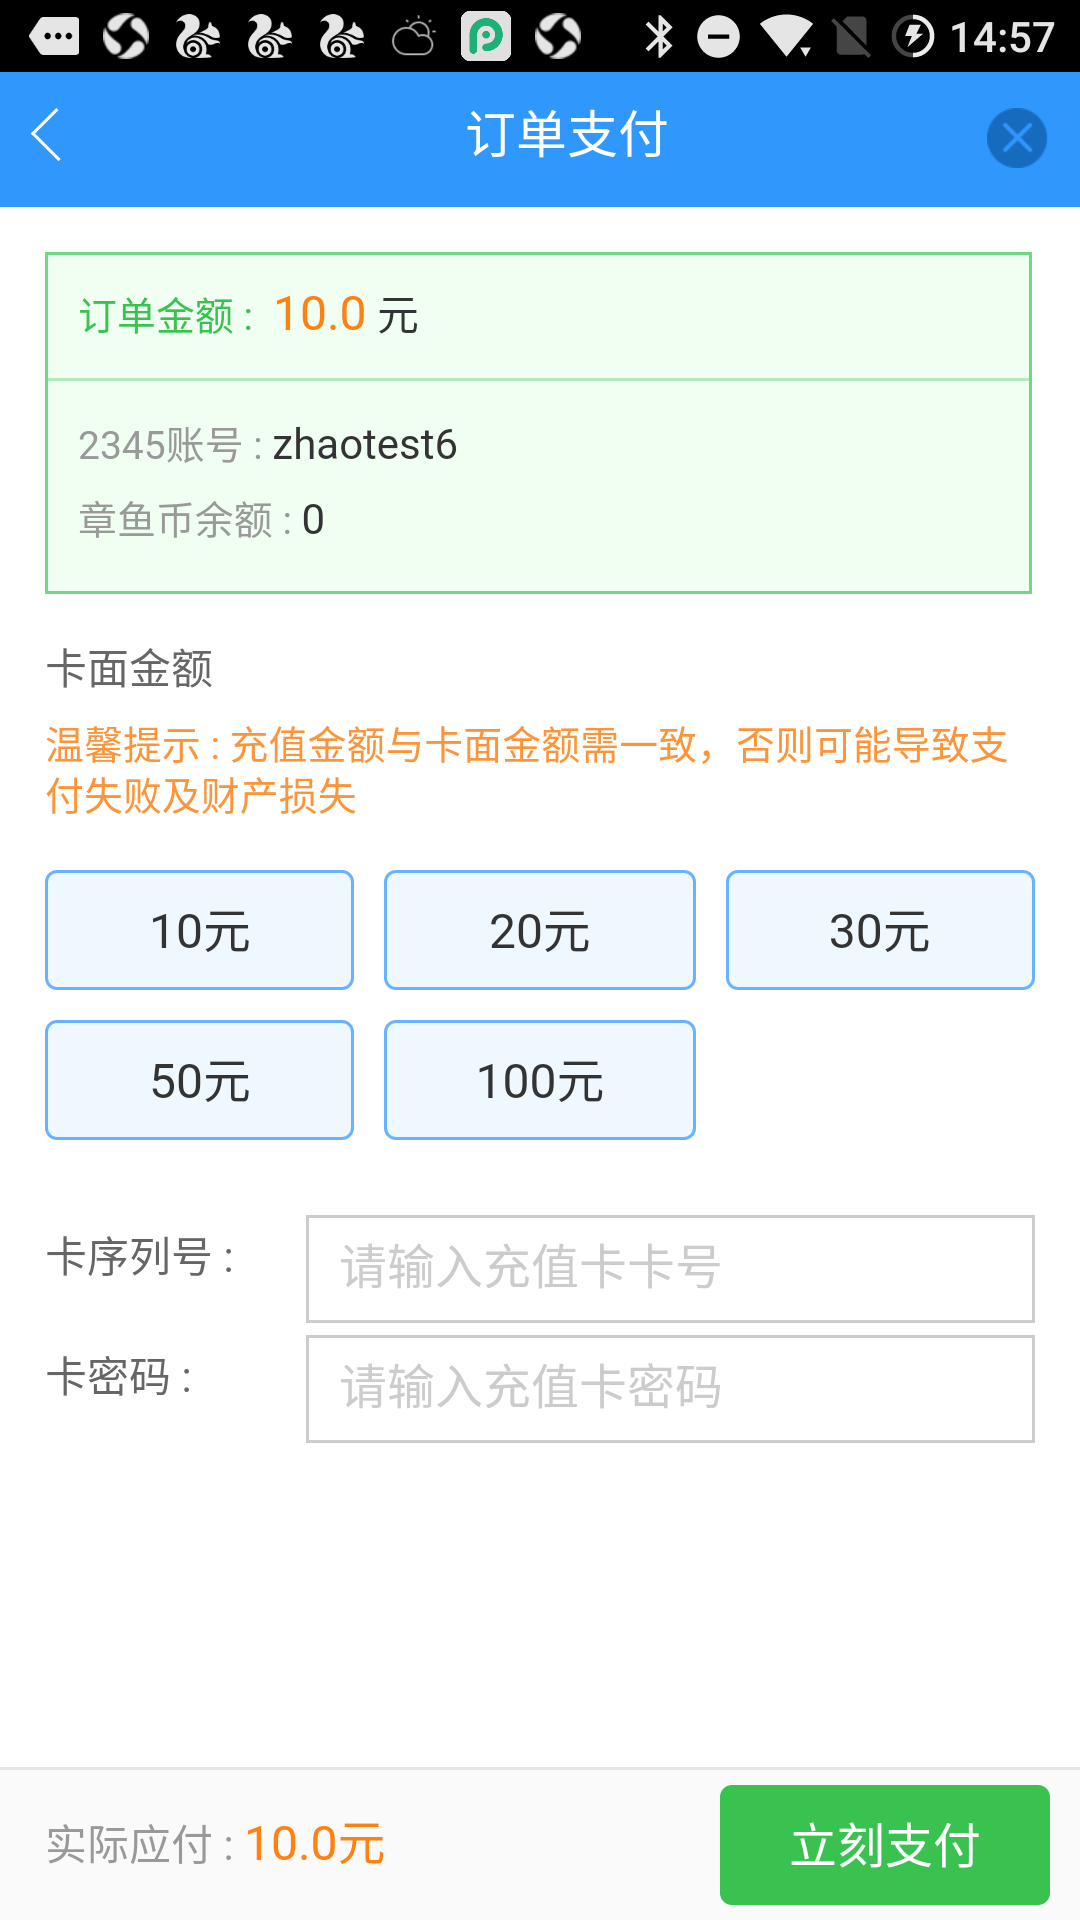 14:57
订单支付
订单金额： 10.0 元
2345账号：zhaotest6
章鱼币余额：0
卡面金额
温馨提示：充值金额与卡面金额需一致，否则可能导致支
付失败及财产损失
10元 20元 30元
50元 100元
卡序列号： 请输入充值卡卡号
卡密码： 请输入充值卡密码
实际应付：10.0元 立刻支付